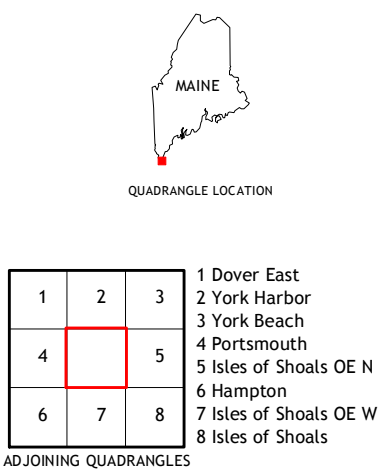 MAINE
QUADRANGLE LOCATION
1 2 3
4 5
6 7 8
1 Dover East
2 York Harbor
3 York Beach
4 Portsmouth
5 Isles of Shoals OE N
6 Hampton
7 Isles of Shoals OE W
8 Isles of Shoals
ADJOINING QUADRANGLES